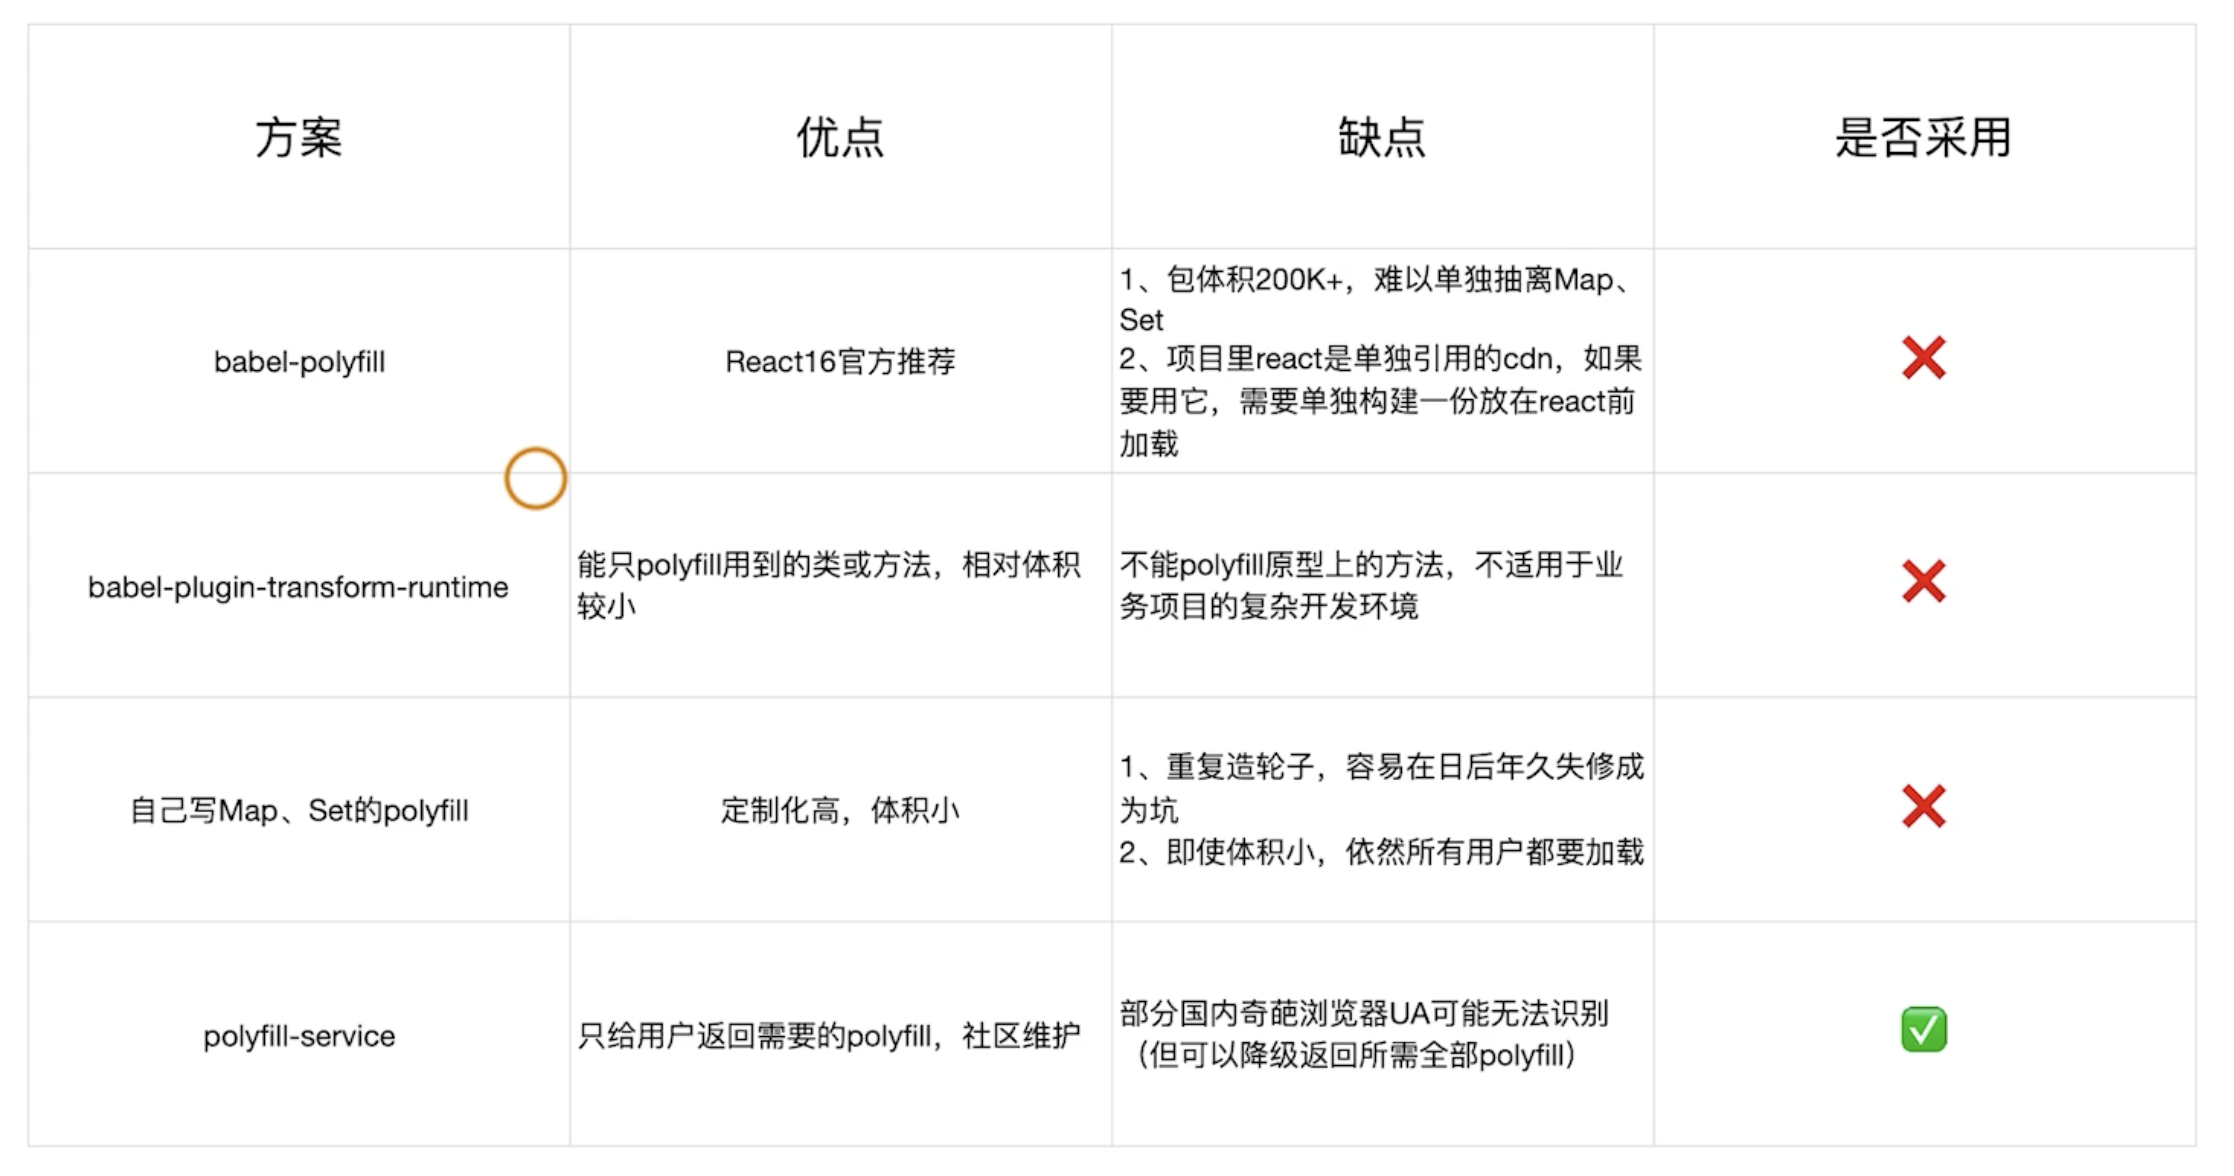 方案
优点
缺点
是否采用
babel-polyfill
React16官方推荐
1、包体积200K+，难以单独抽离Map、
Set
2、项目里react是单独引用的cdn，如果
要用它，需要单独构建一份放在react前
加载
❌
babel-plugin-transform-runtime
能只polyfill用到的类或方法，相对体积
较小
不能polyfill原型上的方法，不适用于业
务项目的复杂开发环境
❌
自己写Map、Set的polyfill
定制化高，体积小
1、重复造轮子，容易在日后年久失修成
为坑
2、即使体积小，依然所有用户都要加载
❌
polyfill-service
只给用户返回需要的polyfill，社区维护
部分国内奇葩浏览器UA可能无法识别
（但可以降级返回所需全部polyfill）
✅